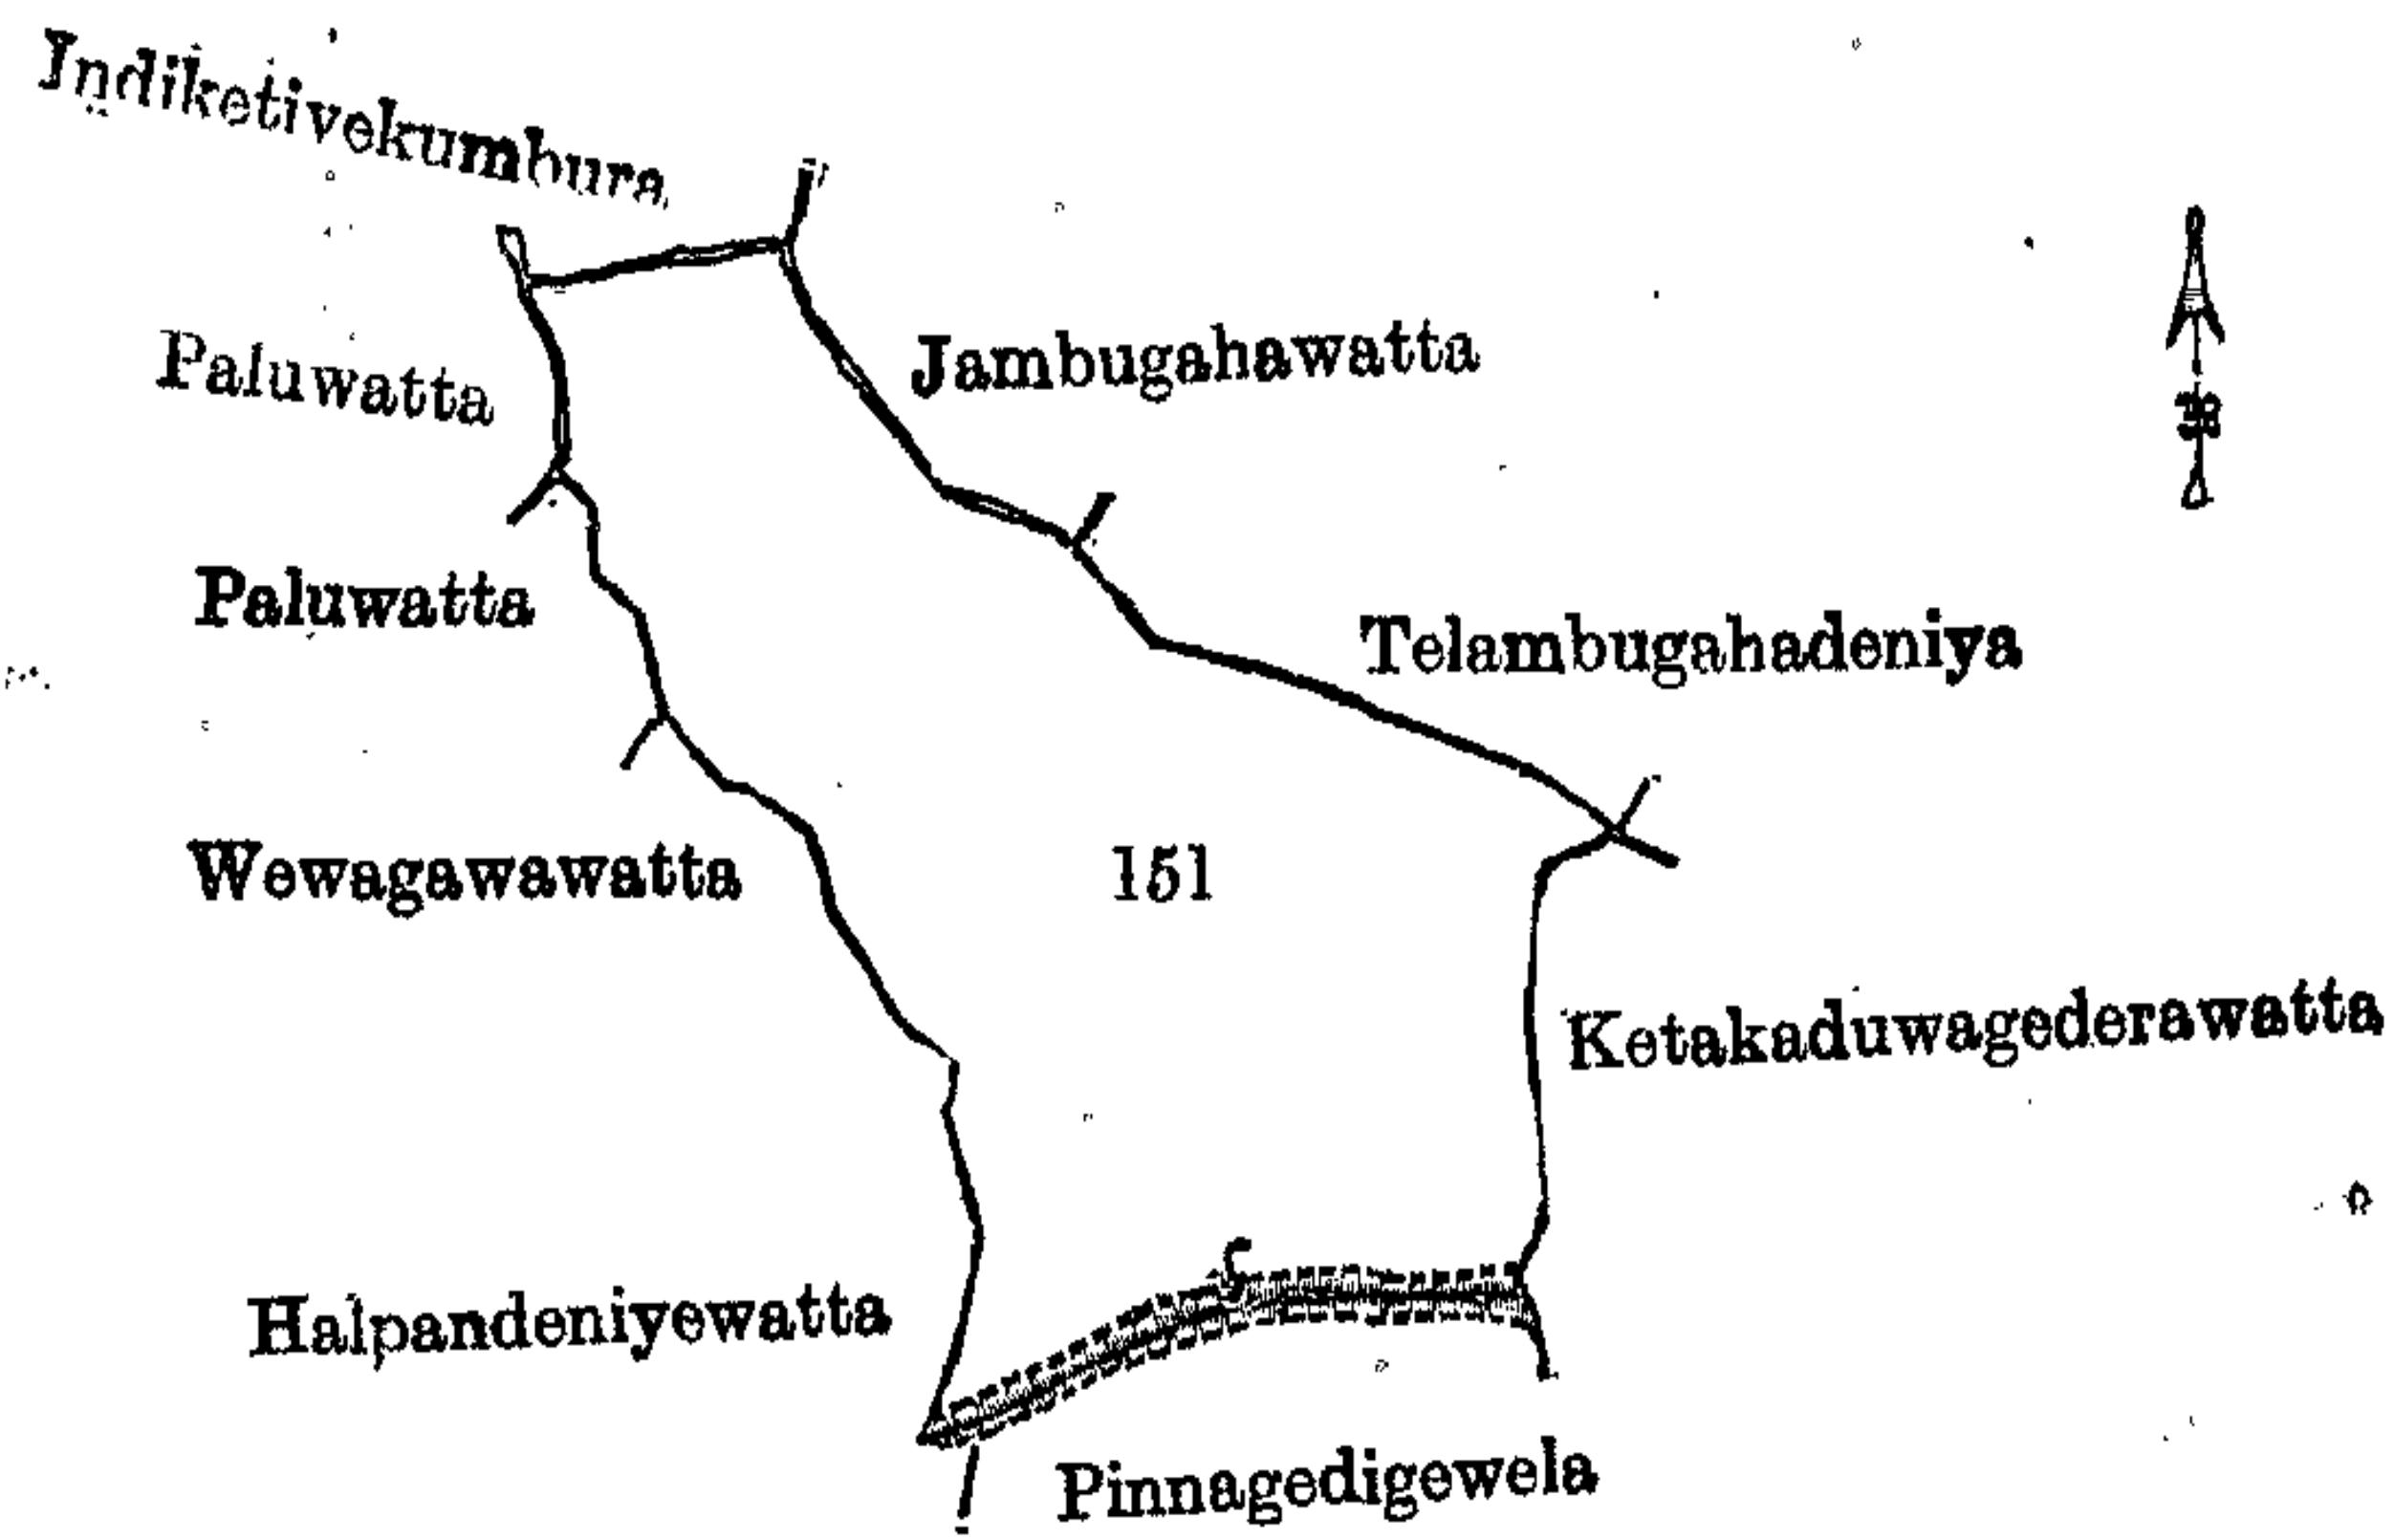 Indiketivekumbura
Paluwatta
Jambugahawatta
Paluwatta
Telambugahadeniya
Wewagawawatta
151
Ketakaduwagederawatta
Halpandeniyewatta
Pinnagedigewela